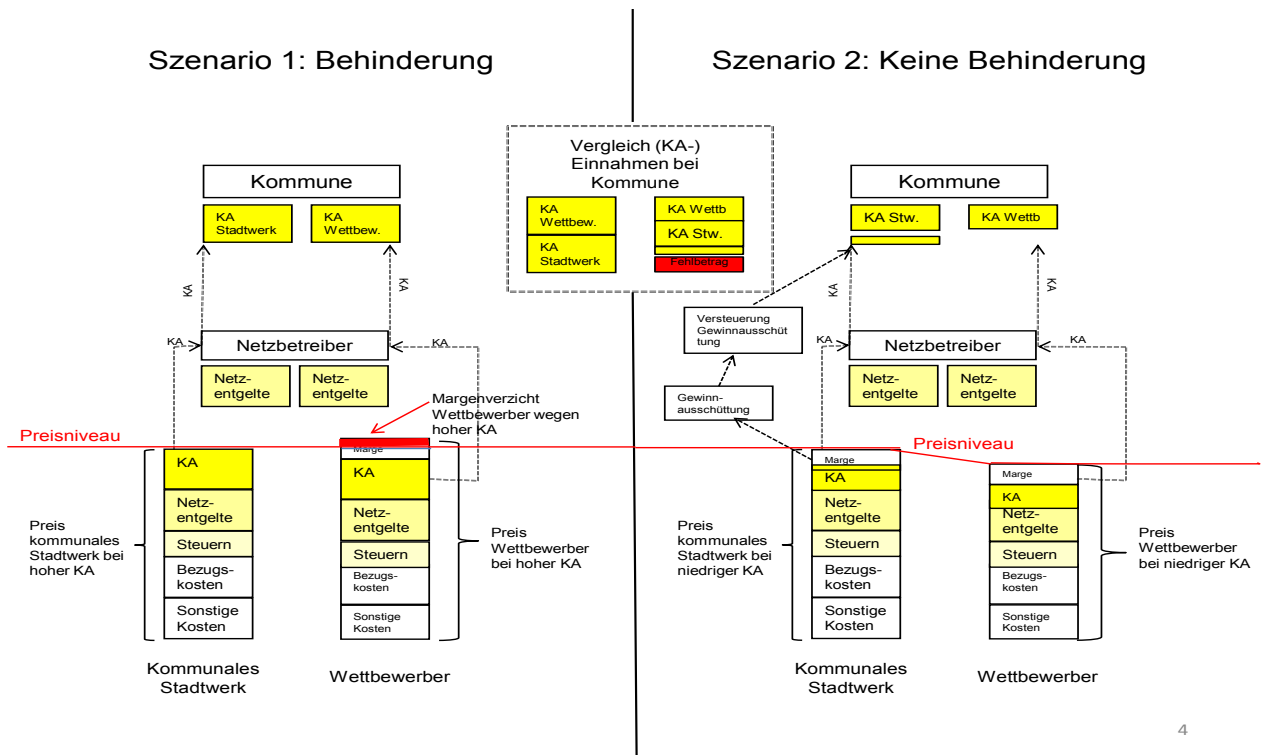 Szenario 1: Behinderung
Kommune
KA
Stadtwerk
KA
Wettbew.
KA
KA
KA
Netzbetreiber
KA
Netz-
entgelte
Netz-
entgelte
Margenverzicht
Wettbewerber wegen
hoher KA
Preisniveau
KA
Netz-
entgelte
Steuern
Bezugs-
kosten
Sonstige
Kosten
Preis
kommunales
Stadtwerk bei
hoher KA
Kommunales
Stadtwerk
Marge
KA
Netz-
entgelte
Steuern
Bezugs-
kosten
Sonstige
Kosten
Preis
Wettbewerber
bei hoher KA
Wettbewerber
Vergleich (KA-)
Einnahmen bei
Kommune
KA
Wettbew.
KA
Stadtwerk
KA Wettb
KA Stw.
Fehlbetrag
Szenario 2: Keine Behinderung
Kommune
KA Stw.
KA Wettb
KA
KA
Versteuerung
Gewinnausschüt
tung
KA
Netzbetreiber
KA
Netz-
entgelte
Netz-
entgelte
Gewinn-
ausschüttung
Preisniveau
Marge
KA
Netz-
entgelte
Steuern
Bezugs-
kosten
Sonstige
Kosten
Preis
kommunales
Stadtwerk bei
niedriger KA
Kommunales
Stadtwerk
Marge
KA
Netz-
entgelte
Steuern
Bezugs-
kosten
Sonstige
Kosten
Preis
Wettbewerber
bei niedriger KA
Wettbewerber
4